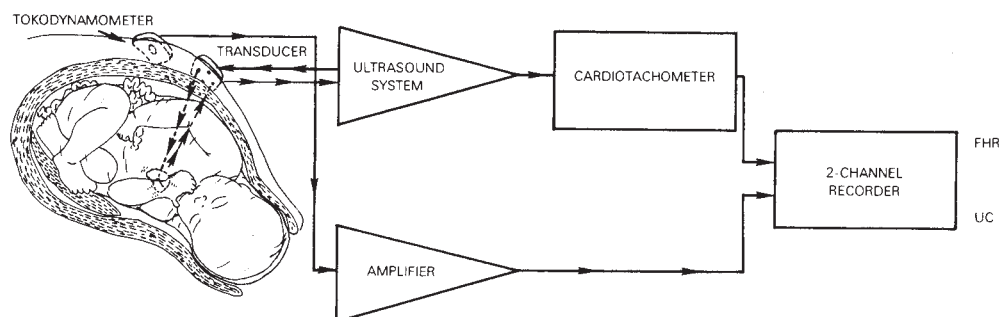 TOKODYNAMOMETER
TRANSDUCER
ULTRASOUND
SYSTEM
CARDIOTACHOMETER
2-CHANNEL
RECORDER
FHR
UC
AMPLIFIER